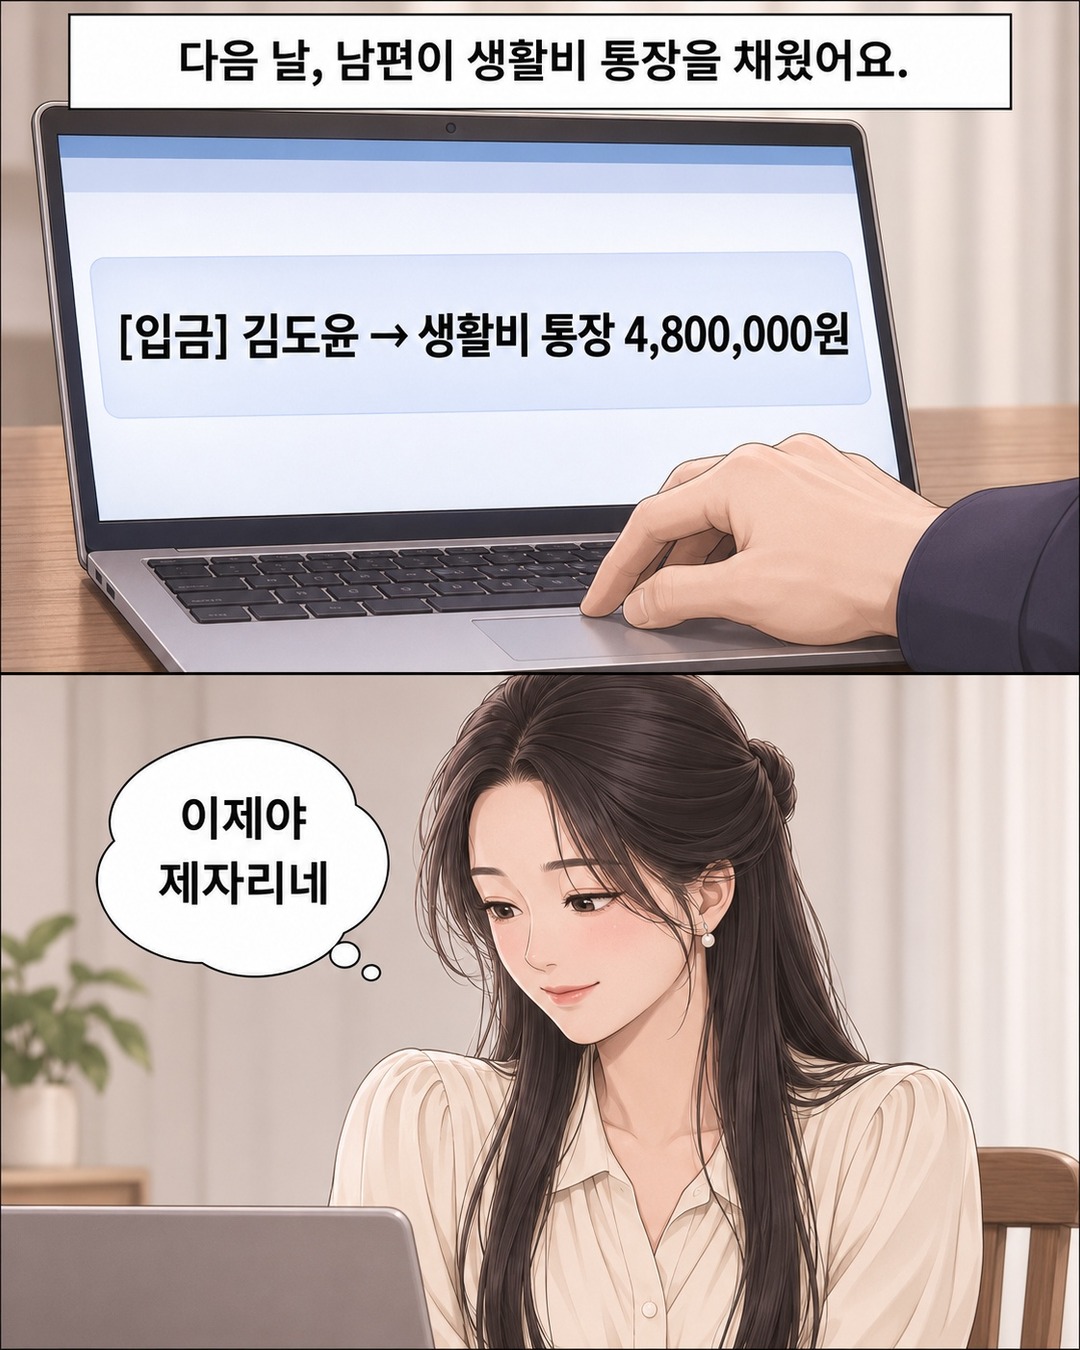 다음 날, 남편이 생활비 통장을 채웠어요.
[입금] 김도윤 → 생활비 통장 4,800,000원
이제야
제자리네